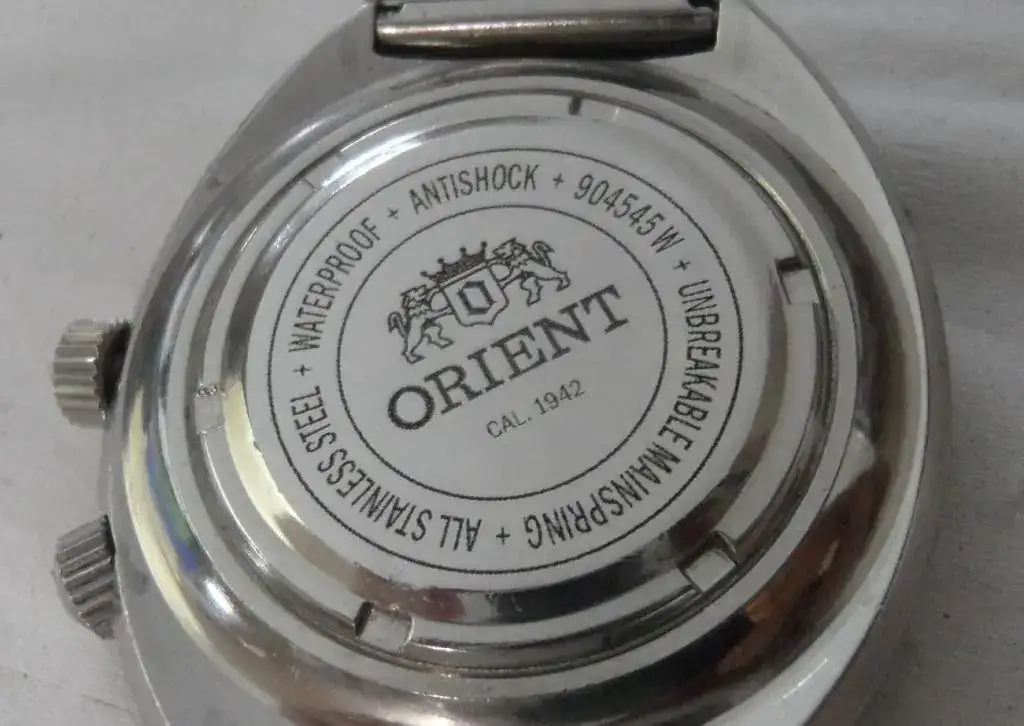 ORIENT
CAL. 1942
ALL STAINLESS STEEL + WATERPROOF + ANTISHOCK + 904545 W + UNBREAKABLE MAINSPRING +